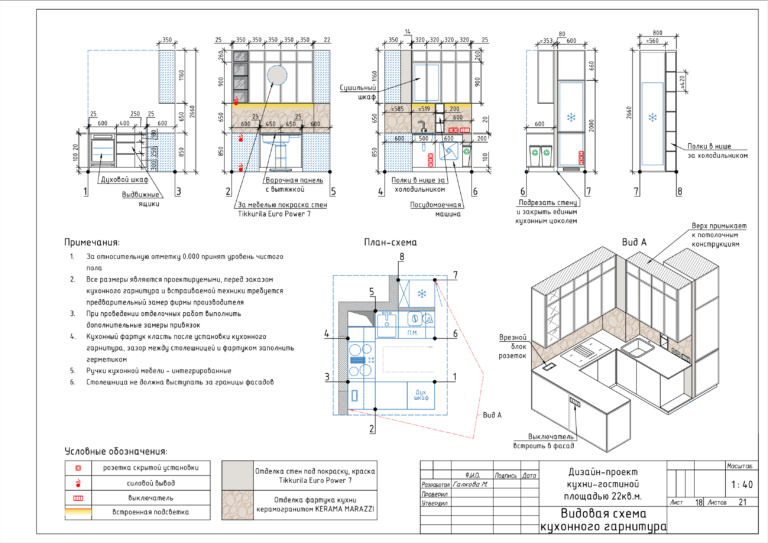 350
25
350 350 350 350 350
22
14
350
320 320 320 320
80
≈353
600
800
≈560
1160
2660
260
900
650
850
25
600
400
250
25
100
20
Духовой шкаф
Выдвижные
ящики
1
3
600
450
450
600
25
25
Варочная панель
с вытяжкой
За мебелью покраска стен
Tikkurila Euro Power 7
2
5
Сушильный
шкаф
1160
260
900
650
850
≈585
≈519
200
600
600
500
600
200
20
100
Полки в нише за
холодильником
Посудомоечная
машина
4
6
600
660
2000
Подрезать стену
и закрыть единым
кухонным цоколем
6
7
2640
≈420
Полки в нише
за холодильником
7
8
Примечания:
1. За относительную отметку 0.000 принят уровень чистого
пола
2. Все размеры являются проектируемыми, перед заказом
кухонного гарнитура и встраиваемой техники требуется
предварительный замер фирмы производителя
3. При проведении отделочных работ выполнить
дополнительные замеры привязок
4. Кухонный фартук класть после установки кухонного
гарнитура, зазор между столешницей и фартуком заполнить
герметиком
5. Ручки кухонной мебели - интегрированные
6. Столешница не должна выступать за границы фасадов
План-схема
8
7
5
4
6
П.М.
3
1
Дух
шкаф
2
Вид А
Вид А
Верх примыкает
к потолочным
конструкциям
Врезной
блок
розеток
Выключатель
встроить в фасад
Условные обозначения:
розетка скрытой установки
силовой вывод
выключатель
встроенная подсветка
Отделка стен под покраску, краска
Tikkurila Euro Power 7
Отделка фартука кухни
керамогранитом KERAMA MARAZZI
Ф.И.О. Подпись Дата
Разработал Галкова М.
Проверил
Утвердил
Дизайн-проект
кухни-гостиной
площадью 22кв.м.
Масштаб
1 : 40
Лист 18 Листов 21
Видовая схема
кухонного гарнитура